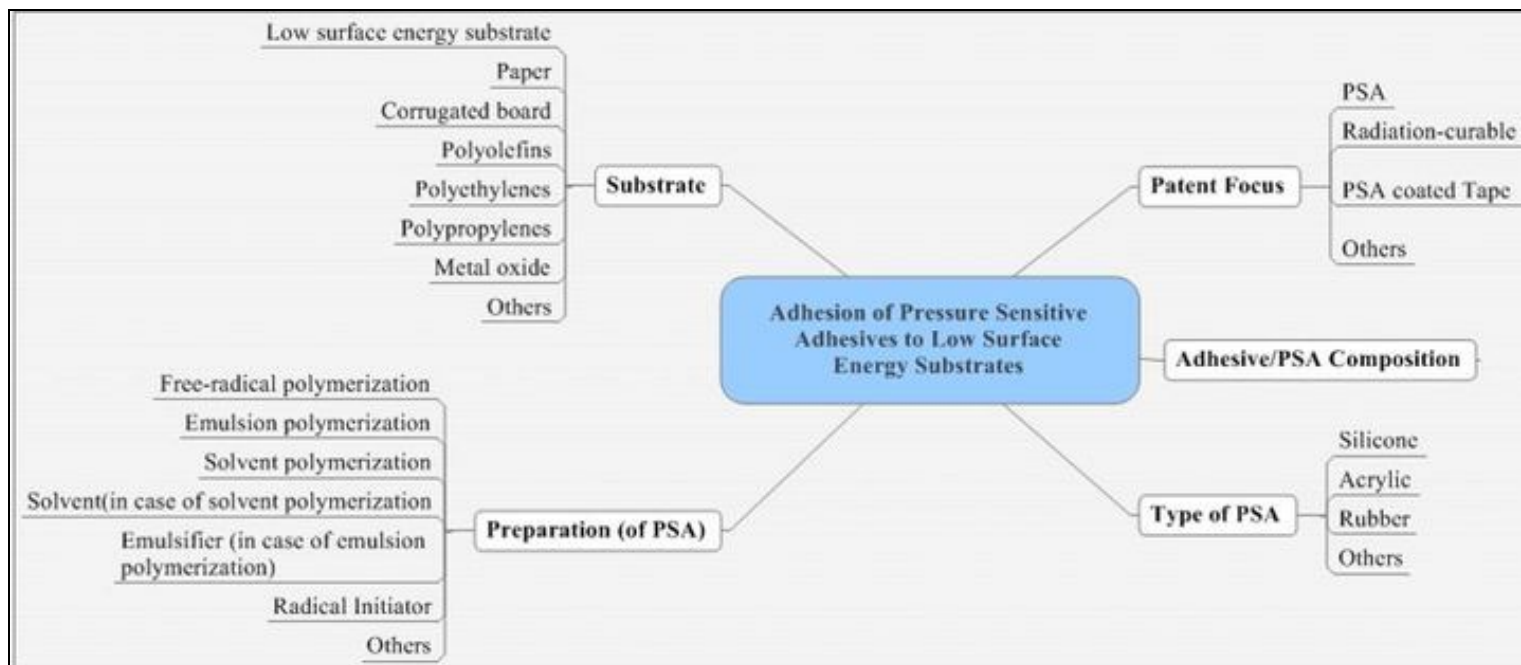 Low surface energy substrate
Paper
Corrugated board
Polyolefins
Polyethylenes
Polypropylenes
Metal oxide
Others
Substrate
Free-radical polymerization
Emulsion polymerization
Solvent polymerization
Solvent(in case of solvent polymerization
Emulsifier (in case of emulsion
polymerization)
Radical Initiator
Others
Preparation (of PSA)
Adhesion of Pressure Sensitive
Adhesives to Low Surface
Energy Substrates
Patent Focus
PSA
Radiation-curable
PSA coated Tape
Others
Adhesive/PSA Composition
Type of PSA
Silicone
Acrylic
Rubber
Others